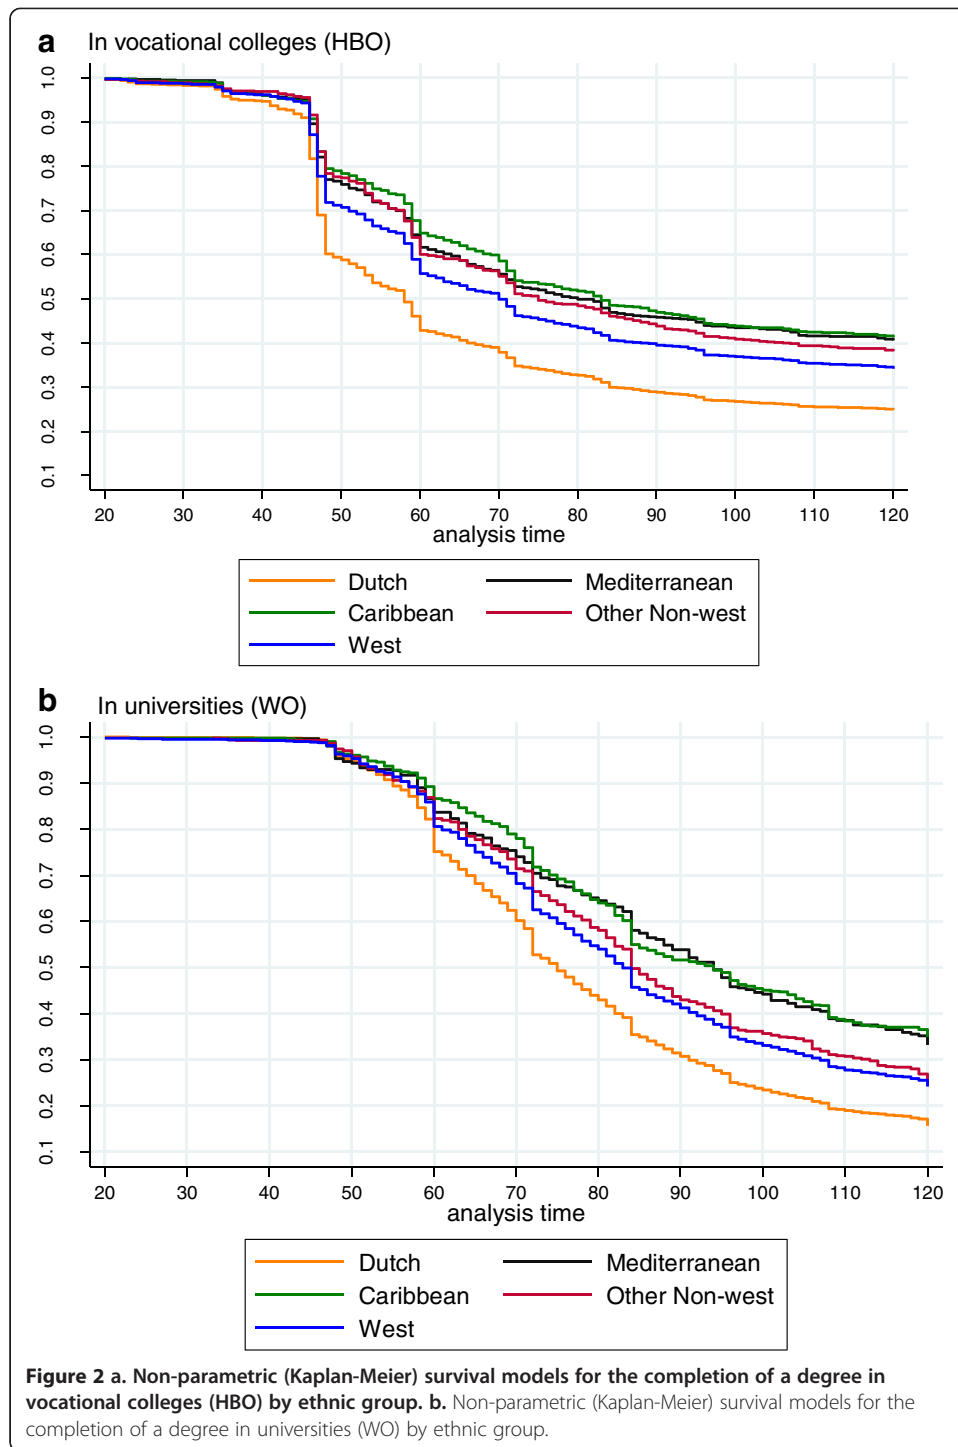 a In vocational colleges (HBO)
1.0
0.9
0.8
0.7
0.6
0.5
0.4
0.3
0.2
0.1
20 30 40 50 60 70 80 90 100 110 120
analysis time
Dutch Mediterranean
Caribbean Other Non-west
West
b In universities (WO)
1.0
0.9
0.8
0.7
0.6
0.5
0.4
0.3
0.2
0.1
20 30 40 50 60 70 80 90 100 110 120
analysis time
Dutch Mediterranean
Caribbean Other Non-west
West
Figure 2 a. Non-parametric (Kaplan-Meier) survival models for the completion of a degree in
vocational colleges (HBO) by ethnic group. b. Non-parametric (Kaplan-Meier) survival models for the
completion of a degree in universities (WO) by ethnic group.